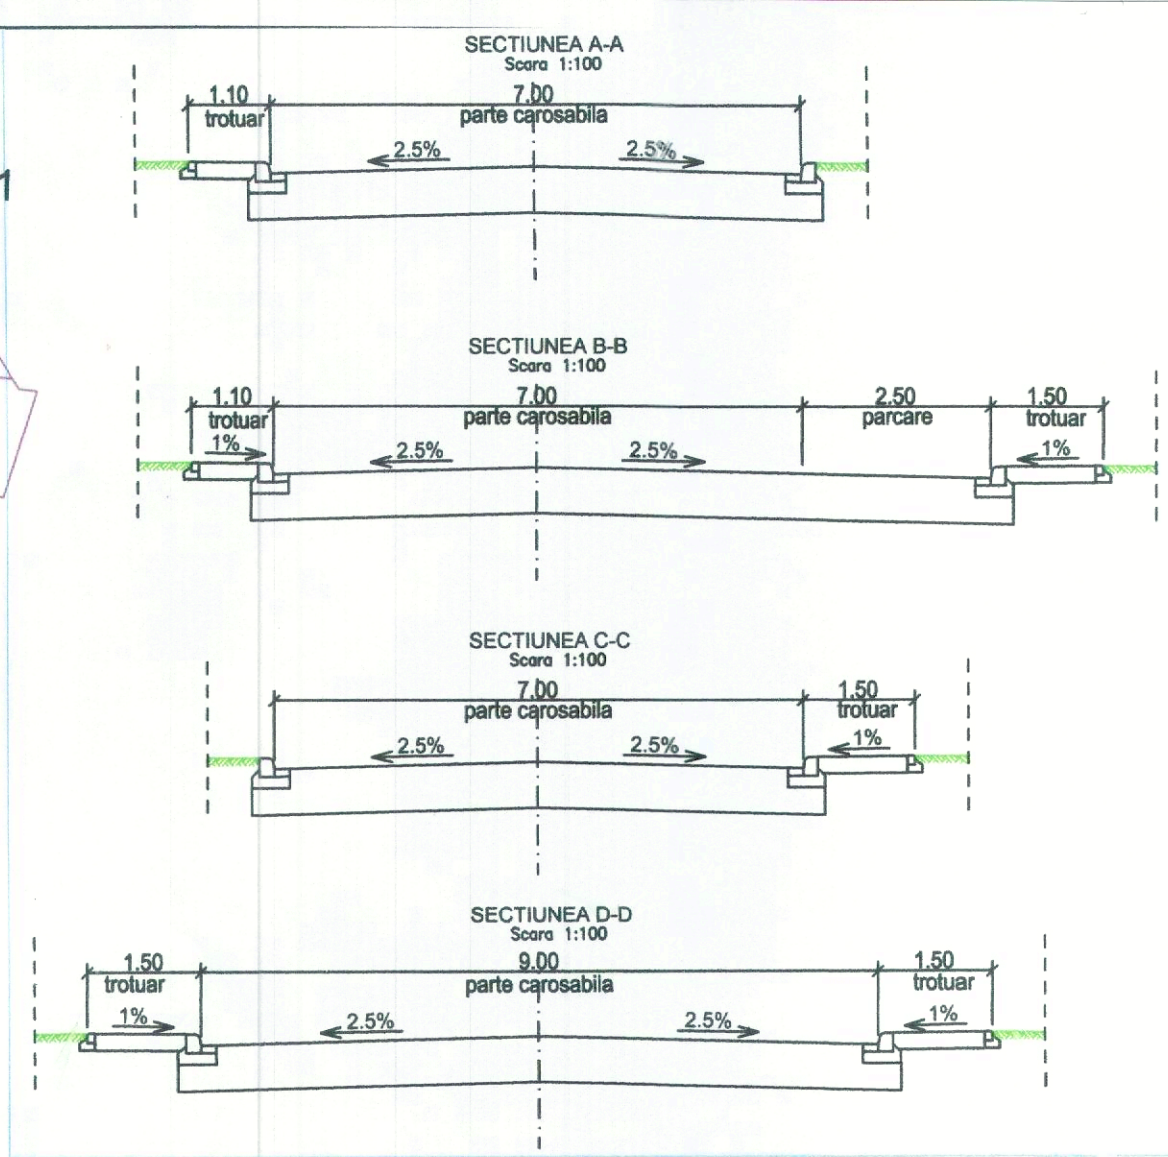 SECTIUNEA A-A
Scara 1:100
1.10
7.00
trotuar
parte carosabila
2.5%
2.5%
SECTIUNEA B-B
Scara 1:100
1.10
7.00
2.50
1.50
trotuar
parte carosabila
parcare
trotuar
1%
2.5%
2.5%
1%
SECTIUNEA C-C
Scara 1:100
7.00
1.50
parte carosabila
trotuar
2.5%
2.5%
1%
SECTIUNEA D-D
Scara 1:100
1.50
9.00
1.50
trotuar
parte carosabila
trotuar
1%
2.5%
2.5%
1%